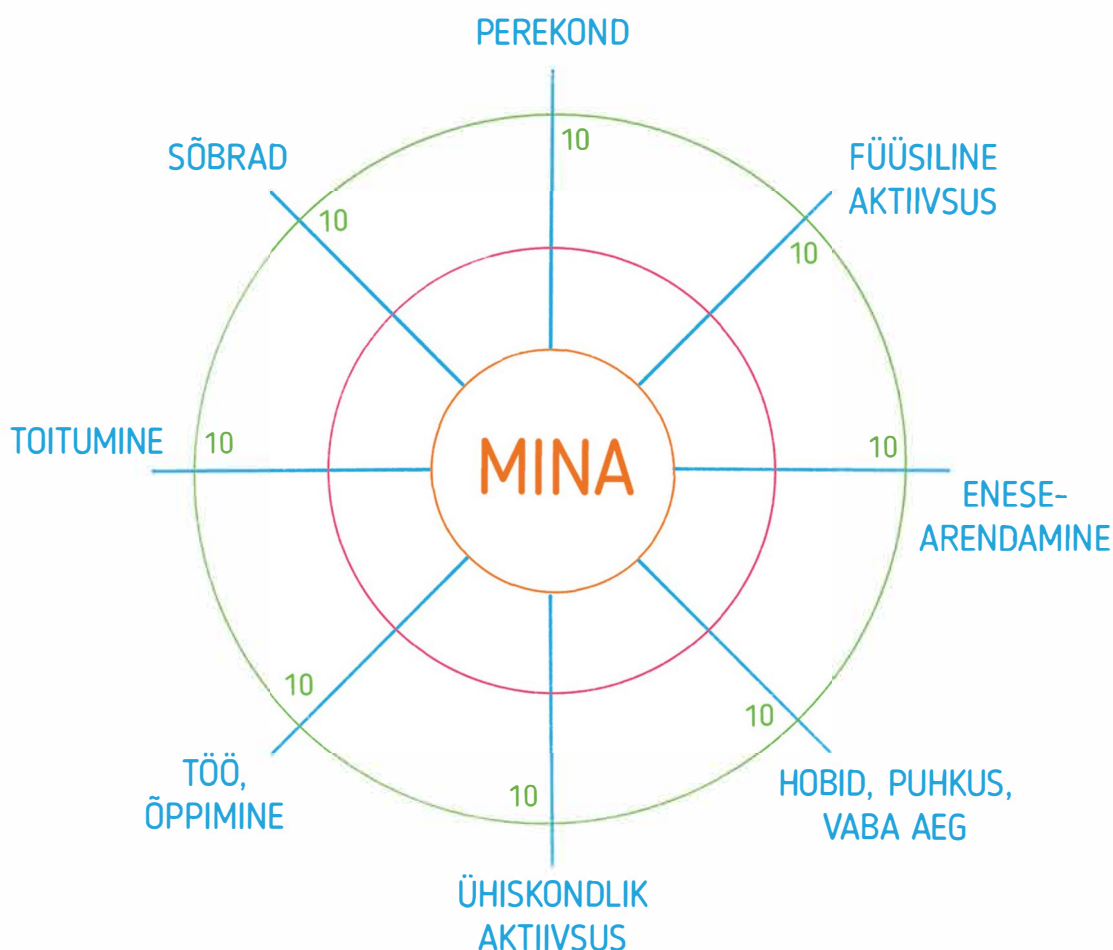 PEREKOND
10
SÕBRAD
10
FÜÜSILINE
AKTIIVSUS
10
TOITUMINE
10
MINA
10
ENESE-
ARENDAMINE
10
TÖÖ,
ÕPPIMINE
10
HOBID, PUHKUS,
VABA AEG
10
ÜHISKONDLIK
AKTIIVSUS